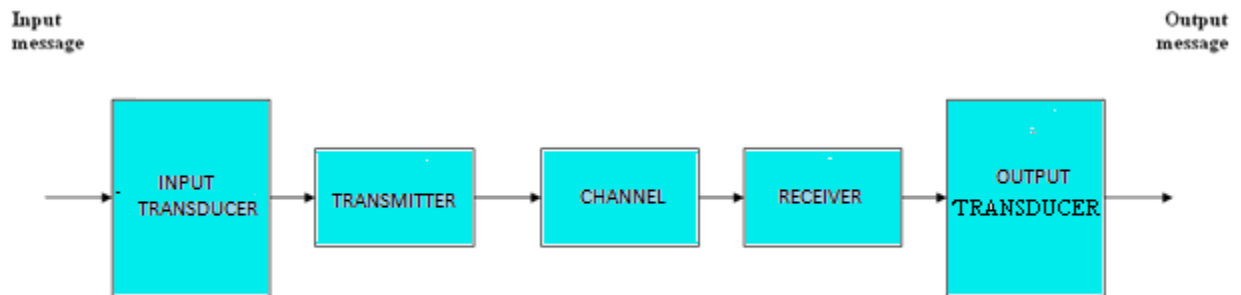 Input
message
Output
message
INPUT
TRANSDUCER
TRANSMITTER
CHANNEL
RECEIVER
OUTPUT
TRANSDUCER